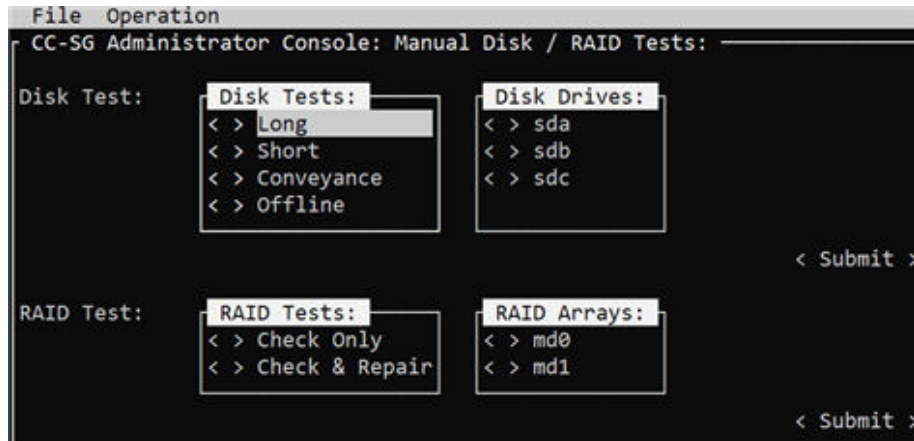 File Operation
CC-SG Administrator Console: Manual Disk / RAID Tests:
Disk Test: Disk Tests: Disk Drives:
< > Long < > sda
< > Short < > sdb
< > Conveyance < > sdc
< > Offline
< Submit >
RAID Test: RAID Tests: RAID Arrays:
< > Check Only < > md0
< > Check & Repair < > md1
< Submit >